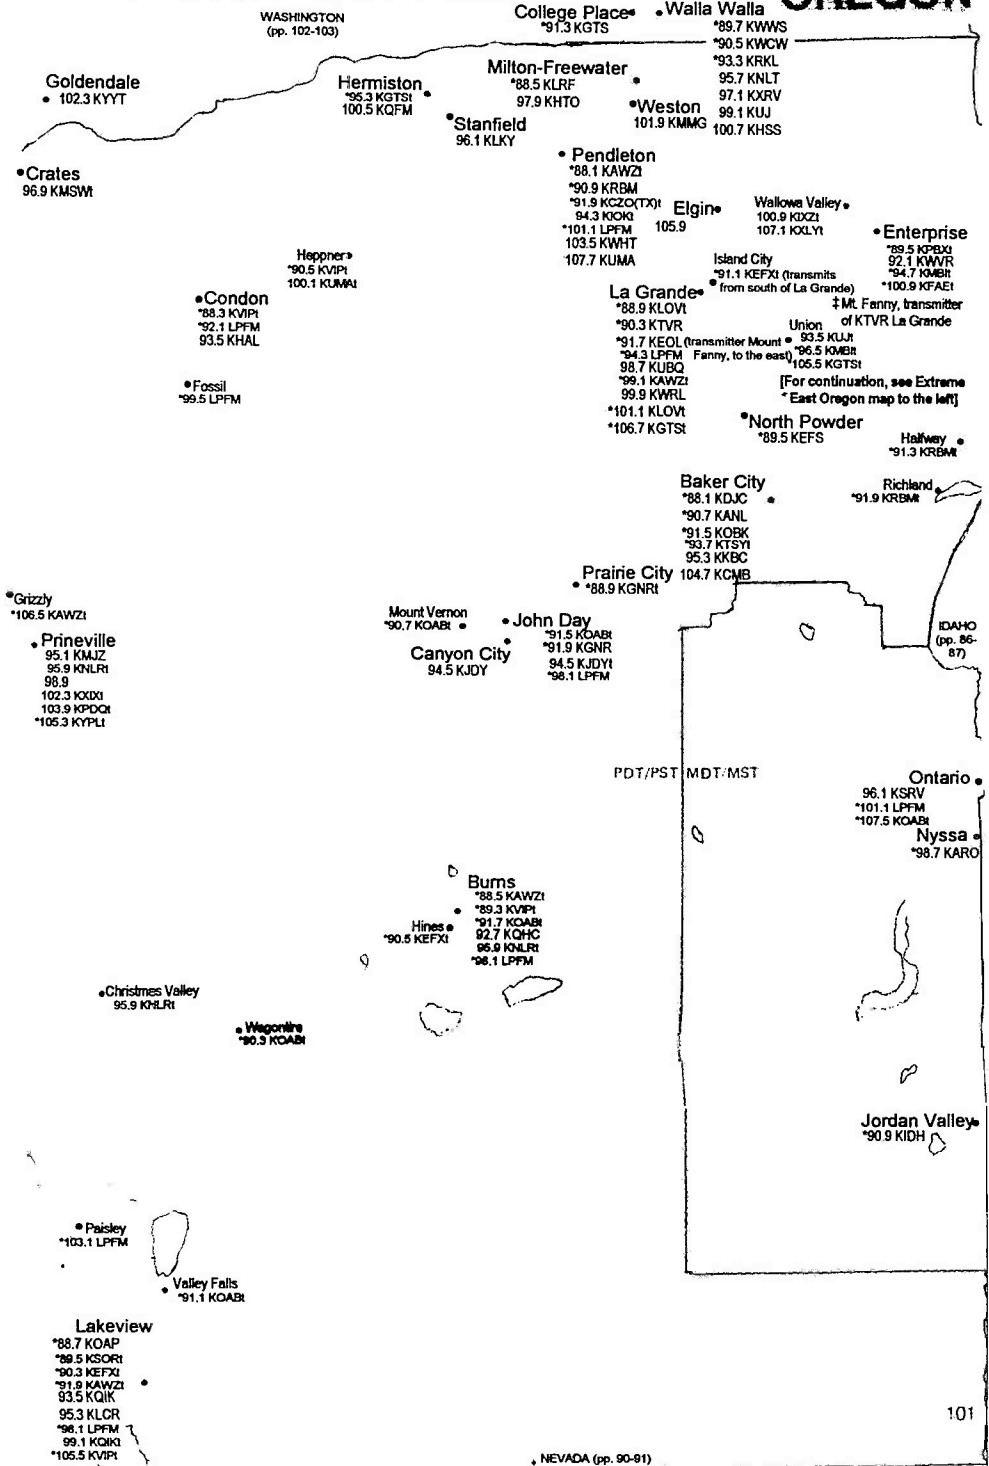 OREGON
WASHINGTON
(pp. 102-103)
College Place
*91.3 KGTS
Walla Walla
*89.7 KWWS
*90.5 KWCW
*93.3 KRKL
95.7 KNLT
97.1 KXRV
99.1 KUJ
100.7 KHSS
Goldendale
102.3 KYYT
Hermiston
*95.3 KGTSt
100.5 KQFM
Milton-Freewater
*88.5 KLRF
97.9 KHTO
Weston
101.9 KMMG
Stanfield
96.1 KLKY
Crates
96.9 KMSWt
Pendleton
*88.1 KAWZt
*90.9 KRBM
*91.9 KCZO(TX)t
94.3 KIOKt
*101.1 LPFM
103.5 KWHT
107.7 KUMA
Elgin
105.9
Wallowa Valley
100.9 KIXZt
107.1 KXLYt
Enterprise
*89.5 KPBXt
92.1 KWVR
*94.7 KMBIt
*100.9 KFAEt
Heppner
*90.5 KVIPt
100.1 KUMAt
Island City
*91.1 KEFXt (transmits
from south of La Grande)
Condon
*88.3 KVIPt
*92.1 LPFM
93.5 KHAL
La Grande
*88.9 KLOVt
*90.3 KTVR
*91.7 KEOL (transmitter Mount
*94.3 LPFM Fanny, to the east)
98.7 KUBQ
*99.1 KAWZt
99.9 KWRL
*101.1 KLOVt
*106.7 KGTSt
‡Mt. Fanny, transmitter
of KTVR La Grande
Union
93.5 KUJt
*96.5 KMBIt
*105.5 KGTSt
[For continuation, see Extreme
East Oregon map to the left]
Fossil
*99.5 LPFM
North Powder
*89.5 KEFS
Halfway
*91.3 KRBMt
Baker City
*88.1 KDJC
*90.7 KANL
*91.5 KOBK
*93.7 KTSYt
95.3 KKBC
104.7 KCMB
Richland
*91.9 KRBMt
Prairie City
*88.9 KGNRt
Grizzly
*106.5 KAWZt
Mount Vernon
*90.7 KOABt
John Day
*91.5 KOABt
*91.9 KGNR
94.5 KJDYt
*98.1 LPFM
Canyon City
94.5 KJDY
IDAHO
(pp. 86-
87)
Prineville
95.1 KMJZ
95.9 KNLRt
98.9
102.3 KXIXt
103.9 KPDQt
*105.3 KYPLt
PDT/PST MDT/MST
Ontario
96.1 KSRV
*101.1 LPFM
*107.5 KOABt
Nyssa
*98.7 KARO
Burns
*88.5 KAWZt
*89.3 KVIPt
*91.7 KOABt
92.7 KQHC
95.9 KNLRt
*98.1 LPFM
Hines
*90.5 KEFXt
Christmas Valley
95.9 KHLRt
Wagontire
*90.3 KOABt
Jordan Valley
*90.9 KIDH
Paisley
*103.1 LPFM
Valley Falls
*91.1 KOABt
Lakeview
*88.7 KOAP
*89.5 KSORt
*90.3 KEFXt
*91.9 KAWZt
93.5 KQIK
95.3 KLCR
*98.1 LPFM
99.1 KQIKt
*105.5 KVIPt
101
NEVADA (pp. 90-91)